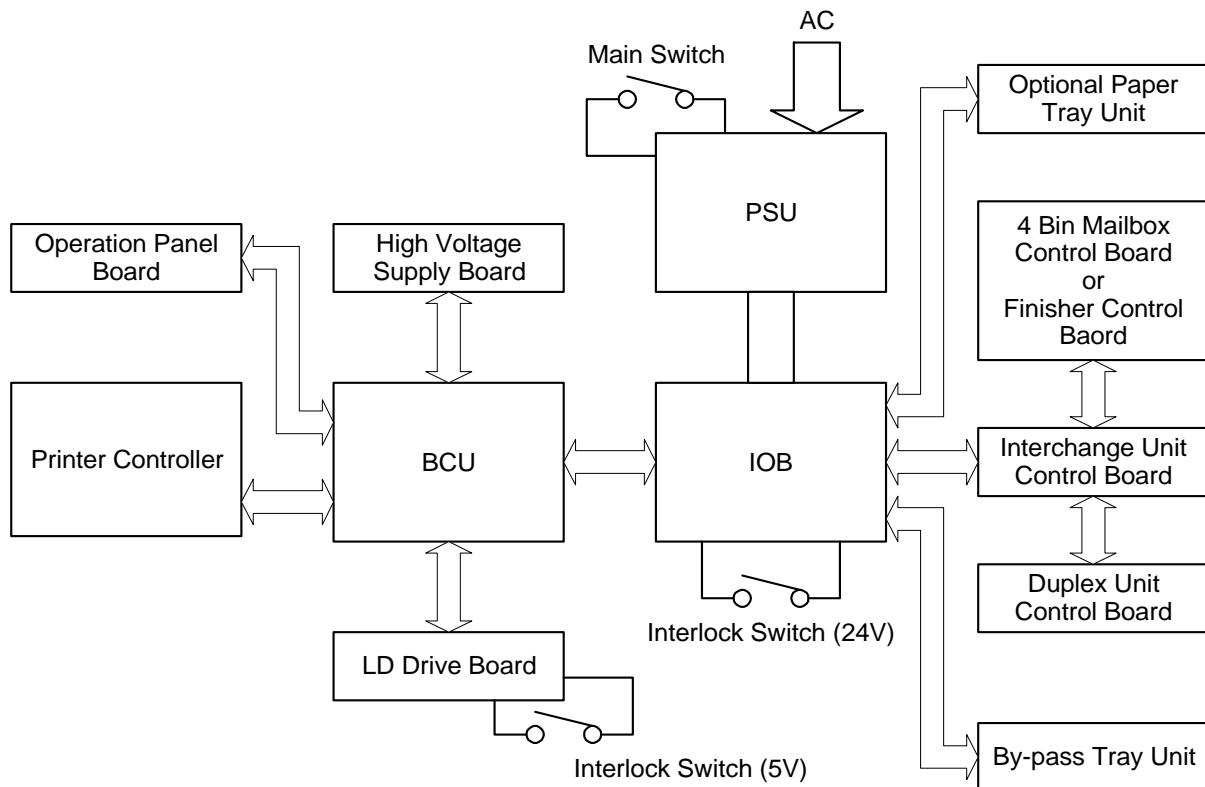 AC
Main Switch
Optional Paper
Tray Unit
PSU
4 Bin Mailbox
Control Board
or
Finisher Control
Baord
Operation Panel
Board
High Voltage
Supply Board
Printer Controller
BCU
IOB
Interchange Unit
Control Board
Duplex Unit
Control Board
Interlock Switch (24V)
LD Drive Board
By-pass Tray Unit
Interlock Switch (5V)